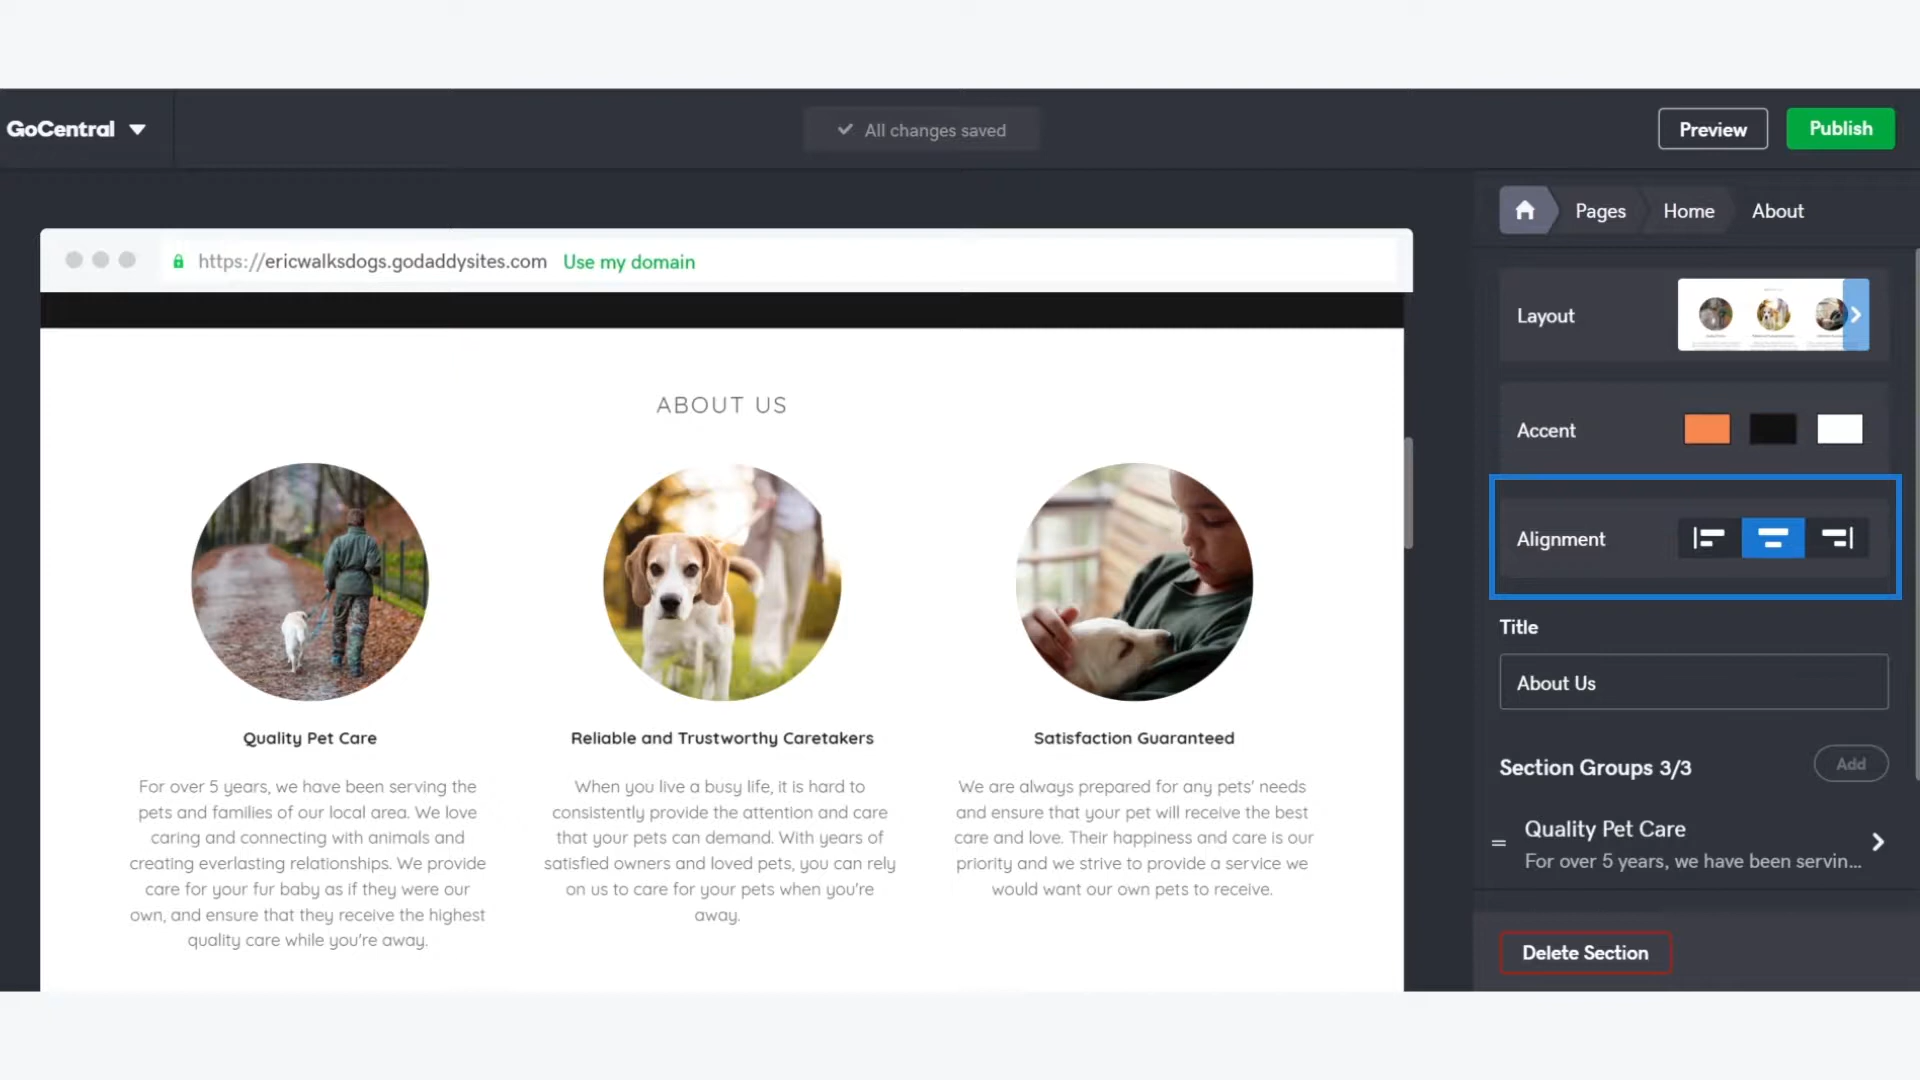 GoCentral
All changes saved
Preview
Publish
Pages
Home
About
https://ericwalksdogs.godaddysites.com Use my domain
ABOUT US
Quality Pet Care
For over 5 years, we have been serving the
pets and families of our local area. We love
caring and connecting with animals and
creating everlasting relationships. We provide
care for your fur baby as if they were our
own, and ensure that they receive the highest
quality care while you're away.
Reliable and Trustworthy Caretakers
When you live a busy life, it is hard to
consistently provide the attention and care
that your pets can demand. With years of
satisfied owners and loved pets, you can rely
on us to care for your pets when you're
away.
Satisfaction Guaranteed
We are always prepared for any pets' needs
and ensure that your pet will receive the best
care and love. Their happiness and care is our
priority and we strive to provide a service we
would want our own pets to receive.
Layout
Accent
Alignment
Title
About Us
Section Groups 3/3
Add
Quality Pet Care
For over 5 years, we have been servin...
Delete Section